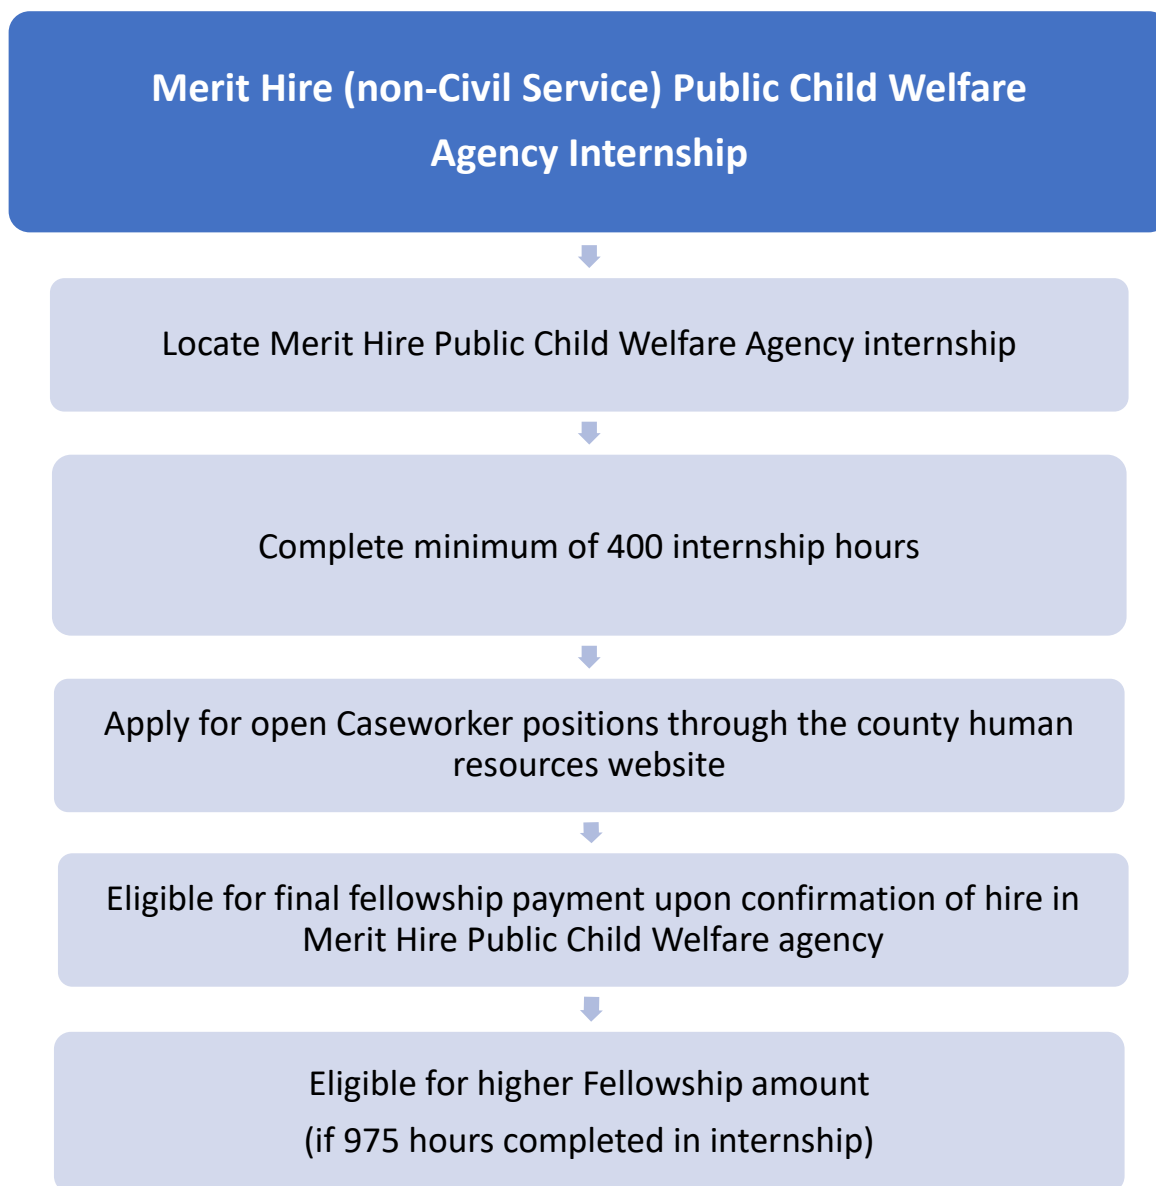 Merit Hire (non-Civil Service) Public Child Welfare
Agency Internship
Locate Merit Hire Public Child Welfare Agency internship
Complete minimum of 400 internship hours
Apply for open Caseworker positions through the county human
resources website
Eligible for final fellowship payment upon confirmation of hire in
Merit Hire Public Child Welfare agency
Eligible for higher Fellowship amount
(if 975 hours completed in internship)